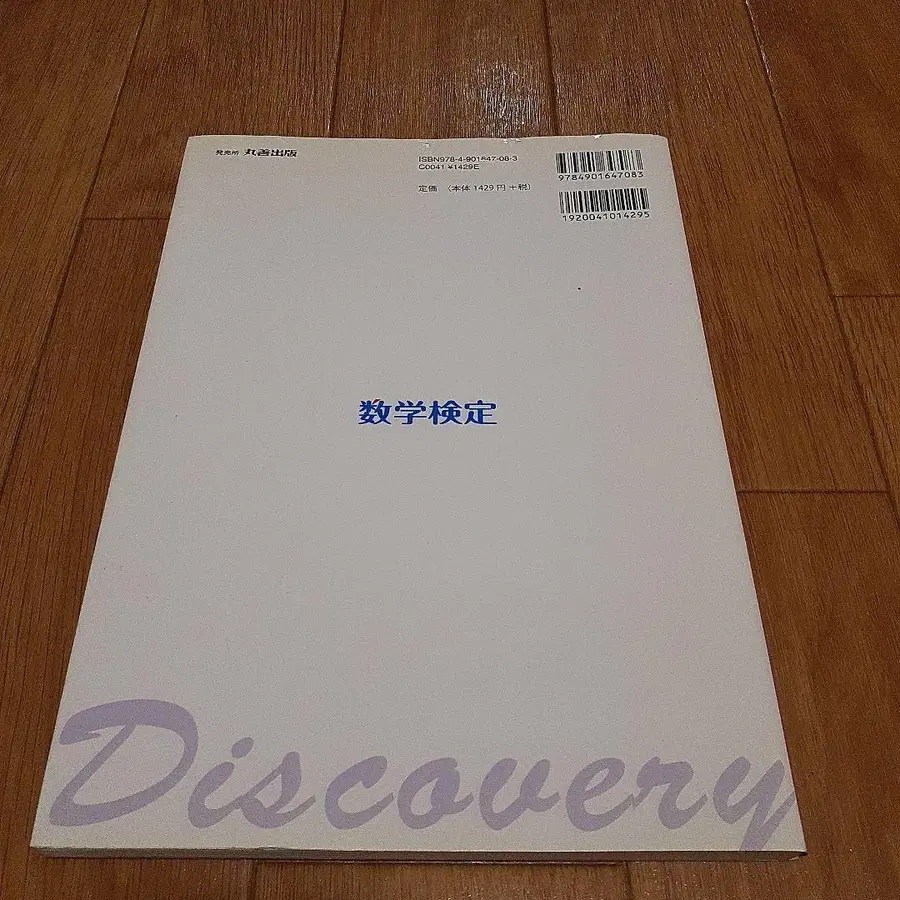 発売所 丸善出版
ISBN978-4-901647-08-3
C0041 ¥1429E
定価 （本体 1429 円 +税）
9784901647083
1920041014295
数学検定
Discovery